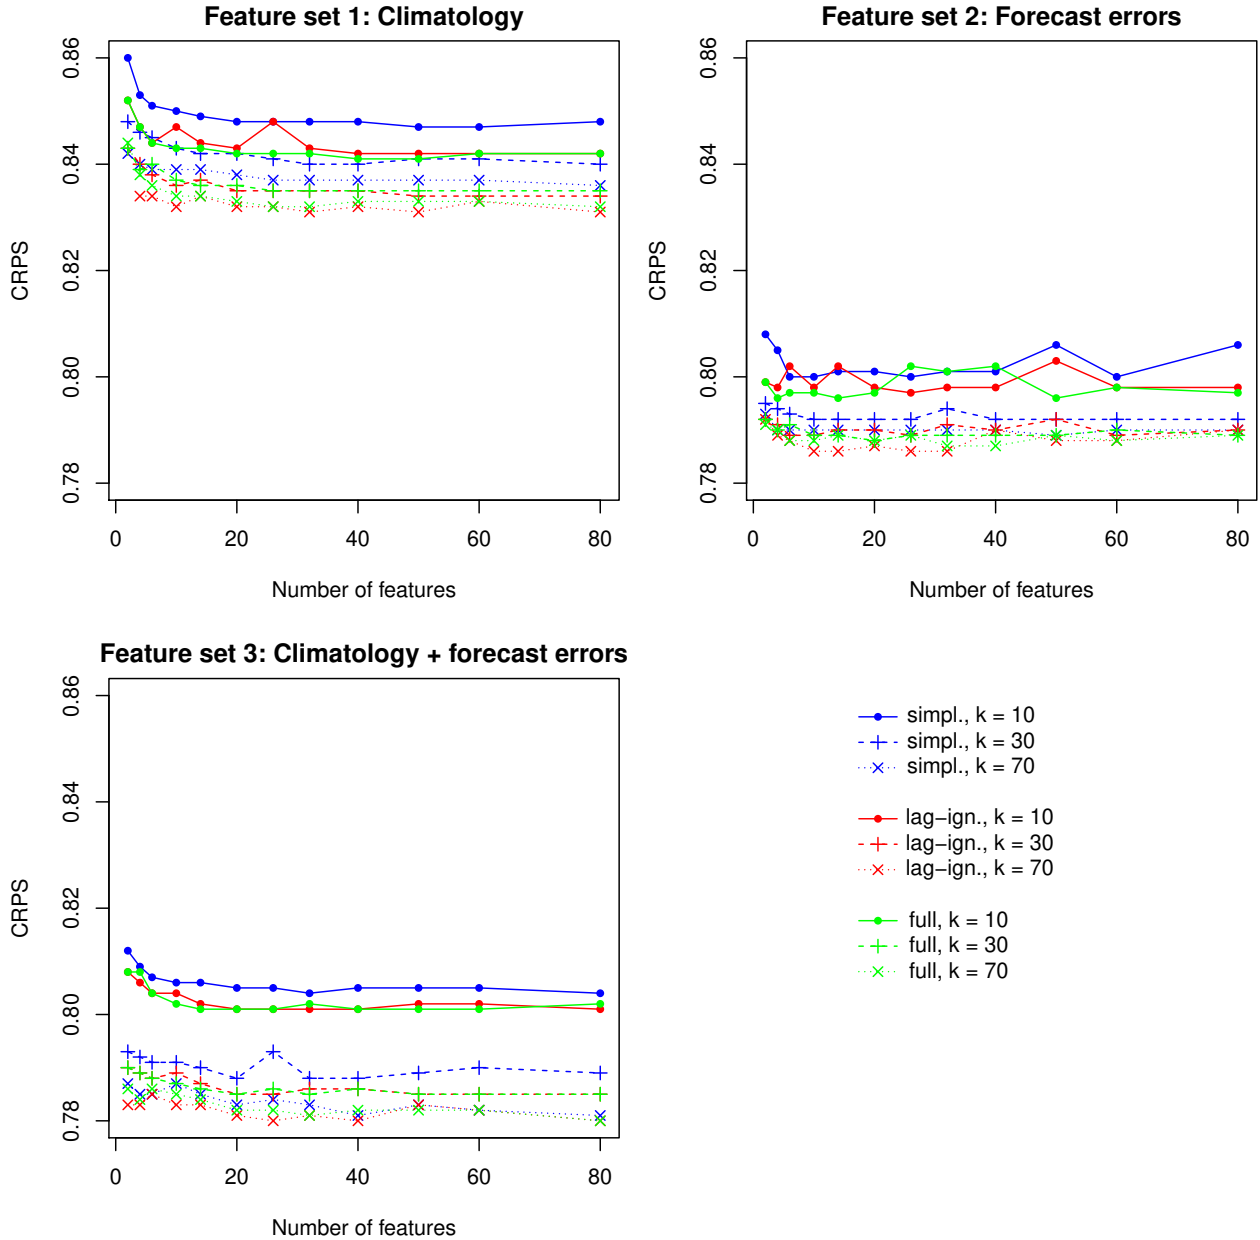 Feature set 1: Climatology
CRPS
0.86
0.84
0.82
0.80
0.78
0
20
40
60
80
Number of features
Feature set 2: Forecast errors
CRPS
0.86
0.84
0.82
0.80
0.78
0
20
40
60
80
Number of features
Feature set 3: Climatology + forecast errors
CRPS
0.86
0.84
0.82
0.80
0.78
0
20
40
60
80
Number of features
simpl., k = 10
simpl., k = 30
simpl., k = 70
lag−ign., k = 10
lag−ign., k = 30
lag−ign., k = 70
full, k = 10
full, k = 30
full, k = 70